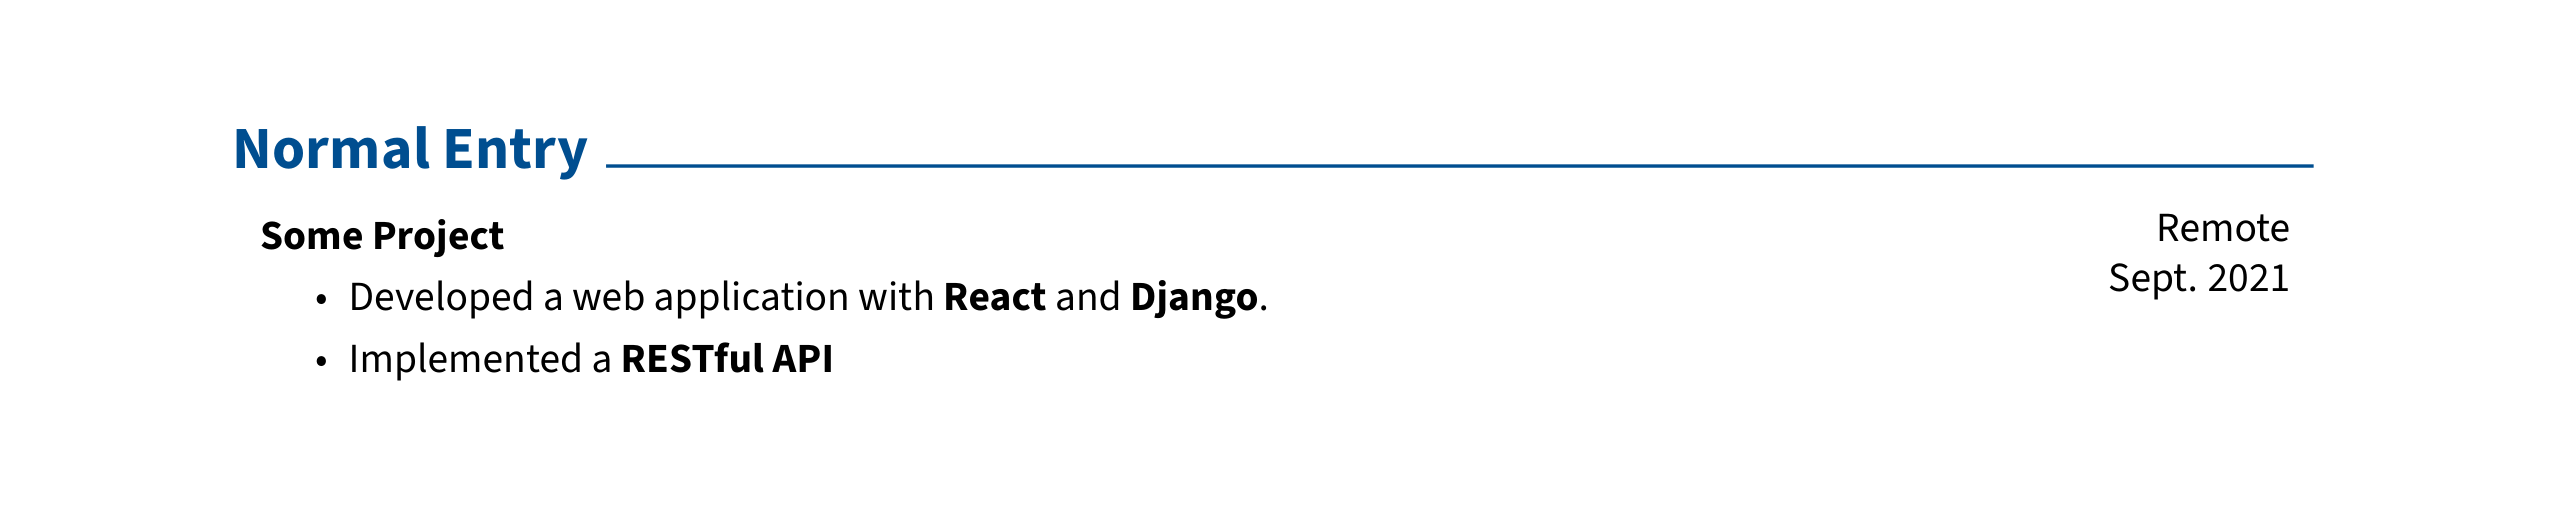 Normal Entry
Some Project
Remote
Sept. 2021
• Developed a web application with React and Django.
• Implemented a RESTful API